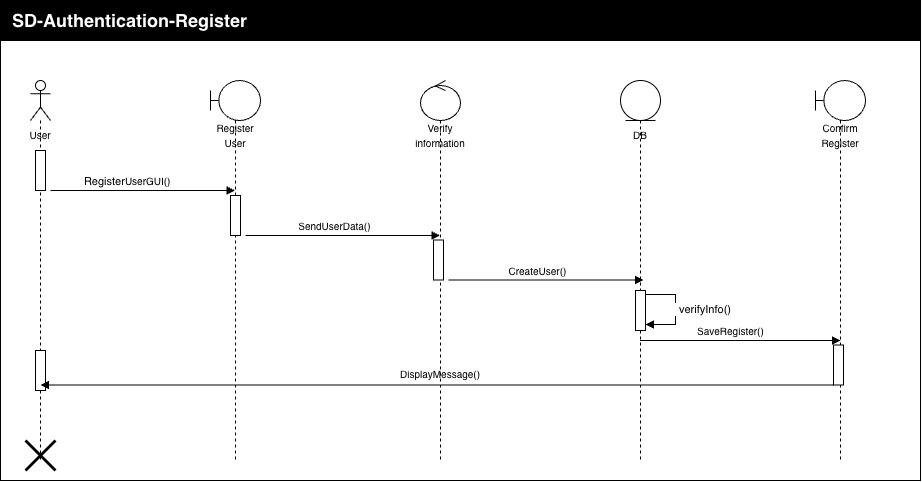 SD-Authentication-Register
User
Register
User
Verify
information
DB
Confirm
Register
RegisterUserGUI()
SendUserData()
CreateUser()
verifyInfo()
SaveRegister()
DisplayMessage()